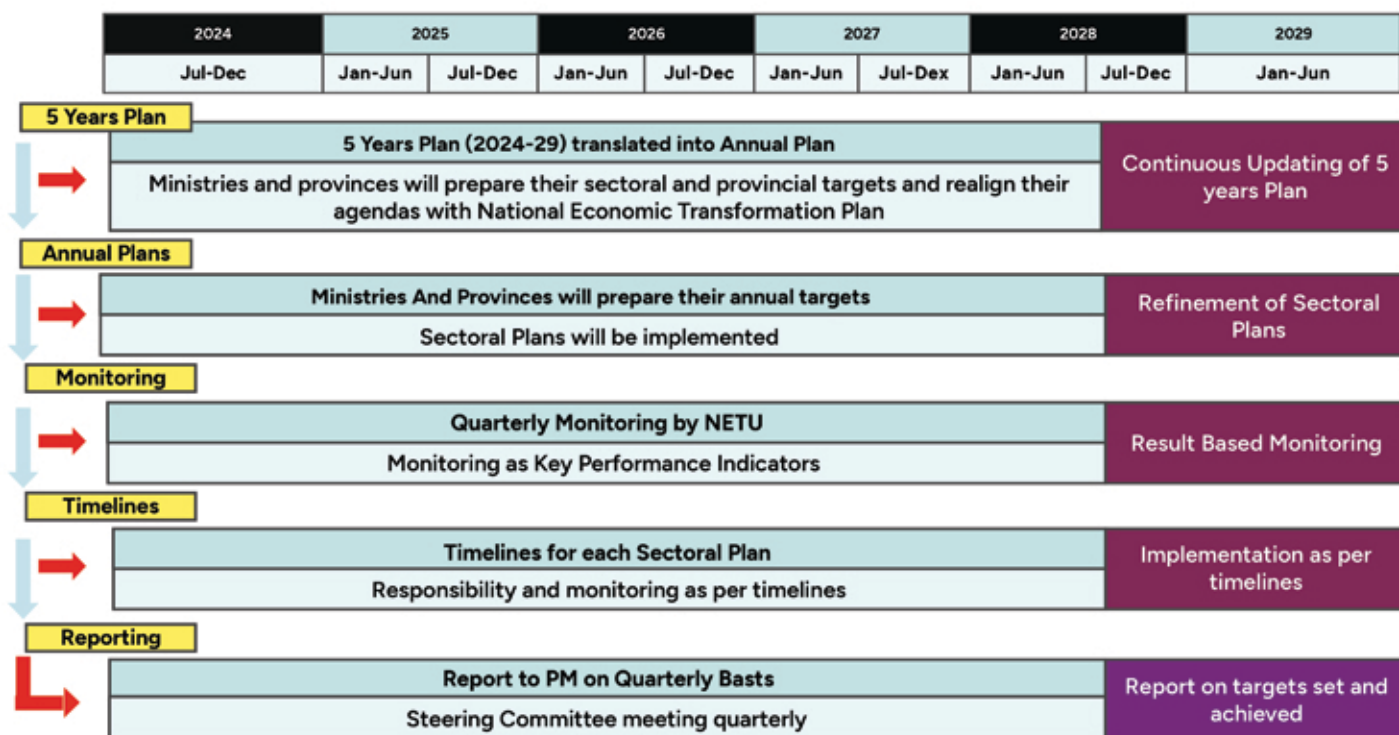 2024 2025 2026 2027 2028 2029
Jul-Dec Jan-Jun Jul-Dec Jan-Jun Jul-Dec Jan-Jun Jul-Dex Jan-Jun Jul-Dec Jan-Jun
5 Years Plan
5 Years Plan (2024-29) translated into Annual Plan
Ministries and provinces will prepare their sectoral and provincial targets and realign their
agendas with National Economic Transformation Plan
Continuous Updating of 5
years Plan
Annual Plans
Ministries And Provinces will prepare their annual targets
Sectoral Plans will be implemented
Refinement of Sectoral
Plans
Monitoring
Quarterly Monitoring by NETU
Monitoring as Key Performance Indicators
Result Based Monitoring
Timelines
Timelines for each Sectoral Plan
Responsibility and monitoring as per timelines
Implementation as per
timelines
Reporting
Report to PM on Quarterly Basts
Steering Committee meeting quarterly
Report on targets set and
achieved